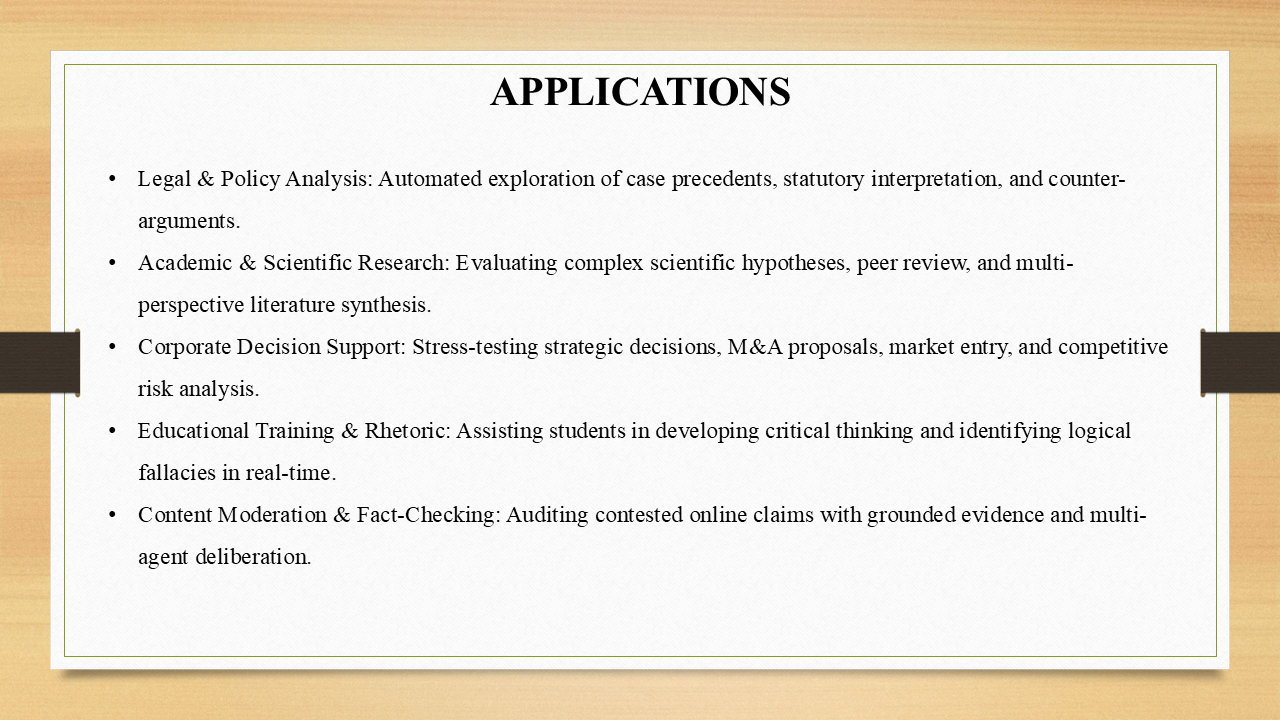 APPLICATIONS
• Legal & Policy Analysis: Automated exploration of case precedents, statutory interpretation, and counter-
arguments.
• Academic & Scientific Research: Evaluating complex scientific hypotheses, peer review, and multi-
perspective literature synthesis.
• Corporate Decision Support: Stress-testing strategic decisions, M&A proposals, market entry, and competitive
risk analysis.
• Educational Training & Rhetoric: Assisting students in developing critical thinking and identifying logical
fallacies in real-time.
• Content Moderation & Fact-Checking: Auditing contested online claims with grounded evidence and multi-
agent deliberation.